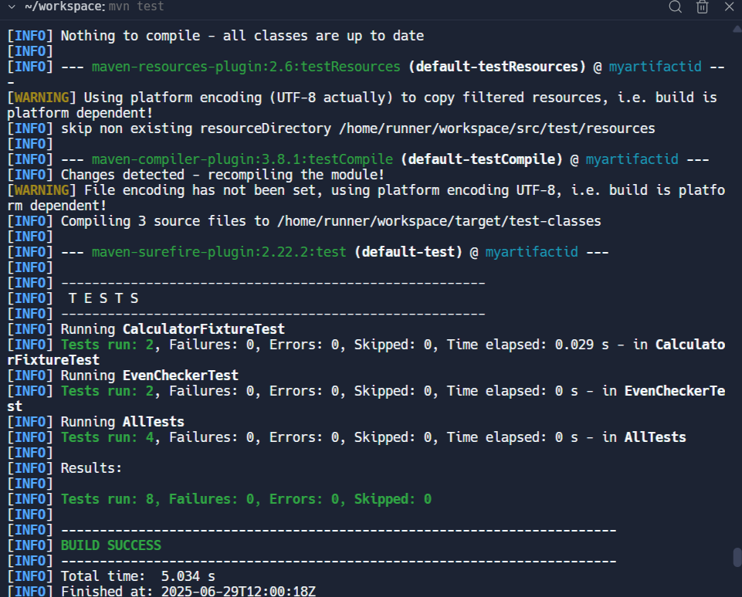 ~/workspace: mvn test
[INFO] Nothing to compile - all classes are up to date
[INFO]
[INFO] --- maven-resources-plugin:2.6:testResources (default-testResources) @ myartifactid --
-
[WARNING] Using platform encoding (UTF-8 actually) to copy filtered resources, i.e. build is
platform dependent!
[INFO] skip non existing resourceDirectory /home/runner/workspace/src/test/resources
[INFO]
[INFO] --- maven-compiler-plugin:3.8.1:testCompile (default-testCompile) @ myartifactid ---
[INFO] Changes detected - recompiling the module!
[WARNING] File encoding has not been set, using platform encoding UTF-8, i.e. build is platfo
rm dependent!
[INFO] Compiling 3 source files to /home/runner/workspace/target/test-classes
[INFO]
[INFO] --- maven-surefire-plugin:2.22.2:test (default-test) @ myartifactid ---
[INFO]
[INFO] -------------------------------------------------------
[INFO]  T E S T S
[INFO] -------------------------------------------------------
[INFO] Running CalculatorFixtureTest
[INFO] Tests run: 2, Failures: 0, Errors: 0, Skipped: 0, Time elapsed: 0.029 s - in Calculato
rFixtureTest
[INFO] Running EvenCheckerTest
[INFO] Tests run: 2, Failures: 0, Errors: 0, Skipped: 0, Time elapsed: 0 s - in EvenCheckerTe
st
[INFO] Running AllTests
[INFO] Tests run: 4, Failures: 0, Errors: 0, Skipped: 0, Time elapsed: 0 s - in AllTests
[INFO]
[INFO] Results:
[INFO]
[INFO] Tests run: 8, Failures: 0, Errors: 0, Skipped: 0
[INFO]
[INFO] ------------------------------------------------------------------------
[INFO] BUILD SUCCESS
[INFO] ------------------------------------------------------------------------
[INFO] Total time:  5.034 s
[INFO] Finished at: 2025-06-29T12:00:18Z